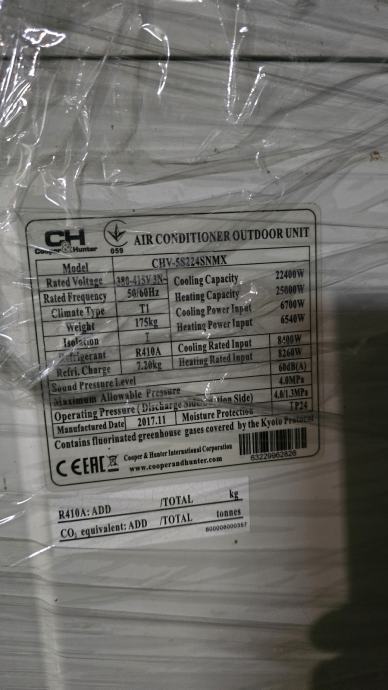 CH
Cooper & Hunter
059
AIR CONDITIONER OUTDOOR UNIT
Model CHV-5S224SNMX
Rated Voltage 380-415V 3N~ Cooling Capacity 22400W
Rated Frequency 50/60Hz Heating Capacity 25000W
Climate Type T1 Cooling Power Input 6700W
Weight 175kg Heating Power Input 6540W
Isolation I
Refrigerant R410A Cooling Rated Input 8400W
Refri. Charge 7.20kg Heating Rated Input 8260W
Sound Pressure Level 60dB(A)
Maximum Allowable Pressure 4.0MPa
Operating Pressure (Discharge Side/Suction Side) 4.0/1.3MPa
Manufactured Date 2017.11 Moisture Protection IP24
Contains fluorinated greenhouse gases covered by the Kyoto Protocol
CE EAC Cooper & Hunter International Corporation
www.cooperandhunter.com
63229962826
R410A: ADD /TOTAL kg
CO2 equivalent: ADD /TOTAL tonnes